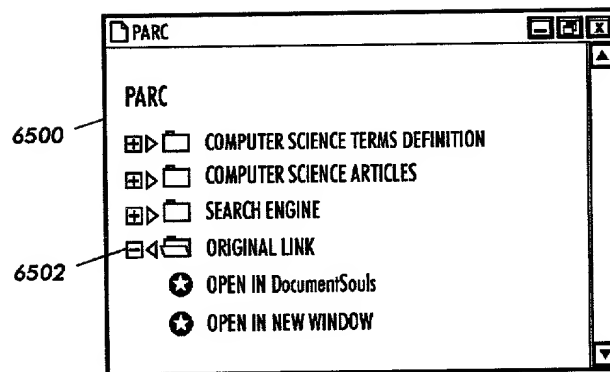 PARC
PARC
6500
COMPUTER SCIENCE TERMS DEFINITION
COMPUTER SCIENCE ARTICLES
SEARCH ENGINE
6502
ORIGINAL LINK
OPEN IN DocumentSouls
OPEN IN NEW WINDOW